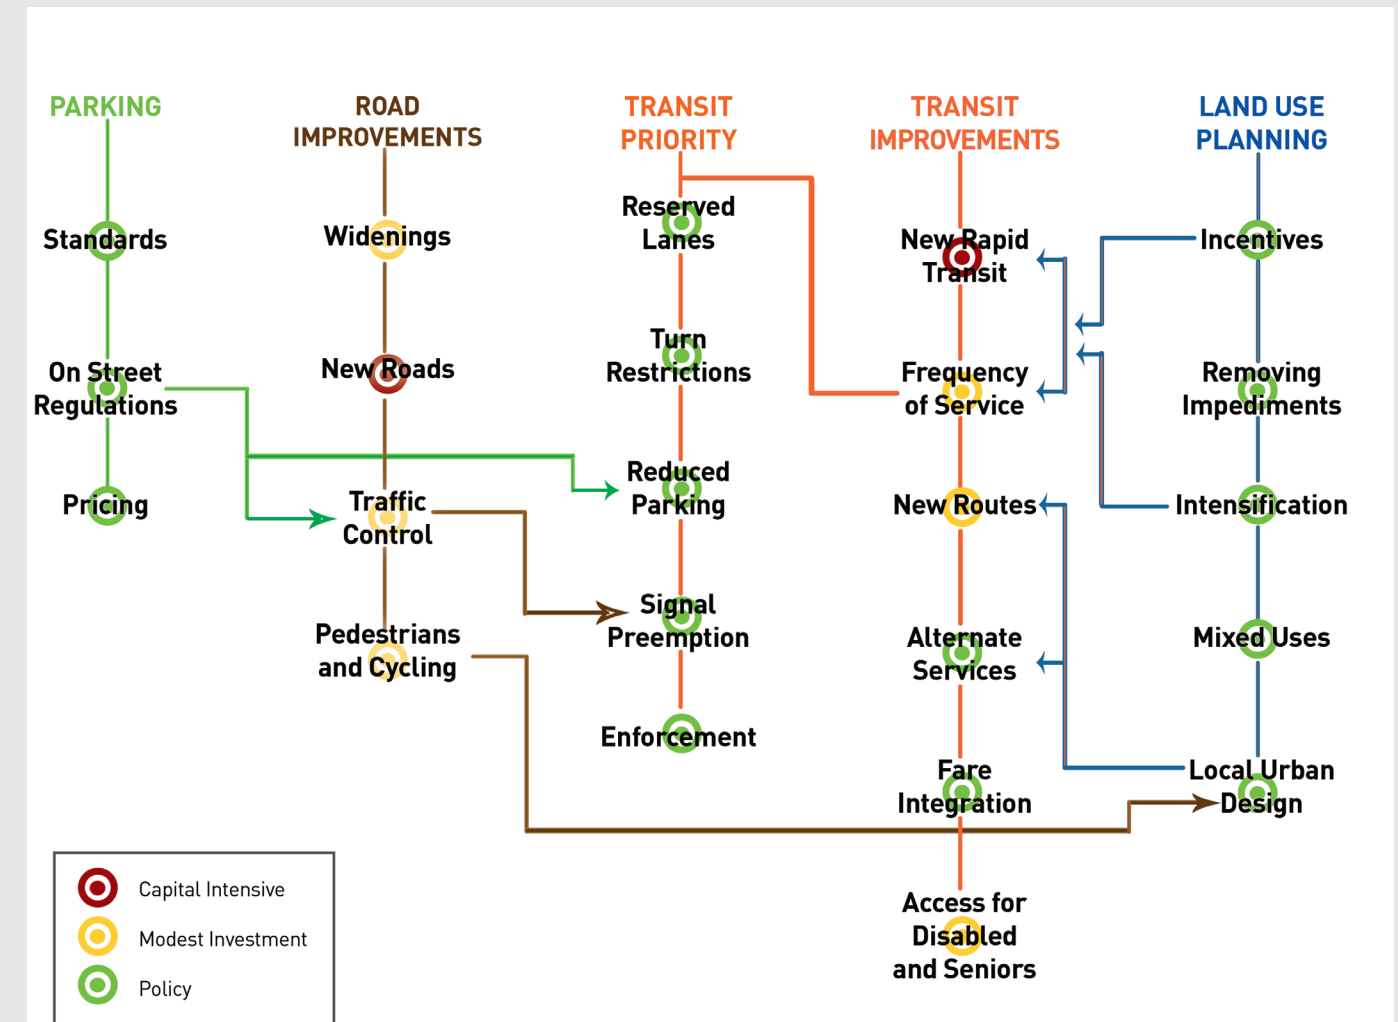 PARKING
Standards
On Street
Regulations
Pricing
ROAD
IMPROVEMENTS
Widenings
New Roads
Traffic
Control
Pedestrians
and Cycling
TRANSIT
PRIORITY
Reserved
Lanes
Turn
Restrictions
Reduced
Parking
Signal
Preemption
Enforcement
TRANSIT
IMPROVEMENTS
New Rapid
Transit
Frequency
of Service
New Routes
Alternate
Services
Fare
Integration
Access for
Disabled
and Seniors
LAND USE
PLANNING
Incentives
Removing
Impediments
Intensification
Mixed Uses
Local Urban
Design
Capital Intensive
Modest Investment
Policy